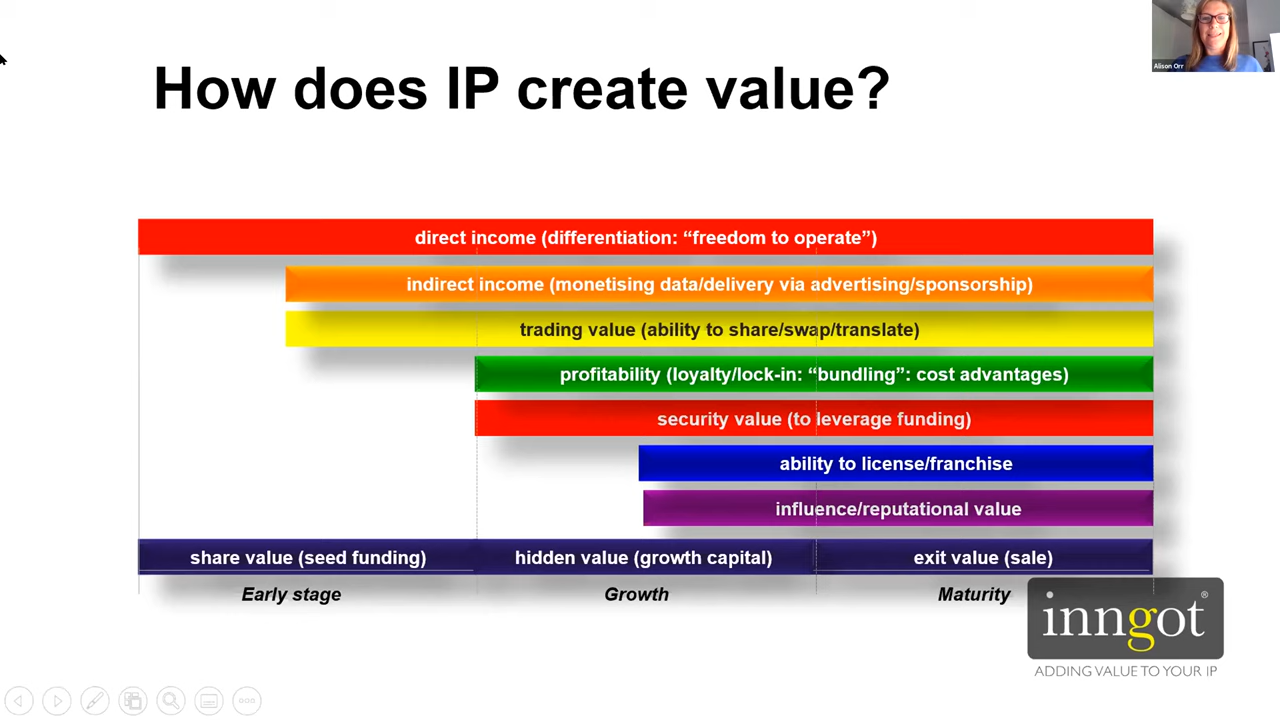 Alison Orr
How does IP create value?
direct income (differentiation: “freedom to operate”)
indirect income (monetising data/delivery via advertising/sponsorship)
trading value (ability to share/swap/translate)
profitability (loyalty/lock-in: “bundling”: cost advantages)
security value (to leverage funding)
ability to license/franchise
influence/reputational value
share value (seed funding) hidden value (growth capital) exit value (sale)
Early stage Growth Maturity
inngot®
ADDING VALUE TO YOUR IP